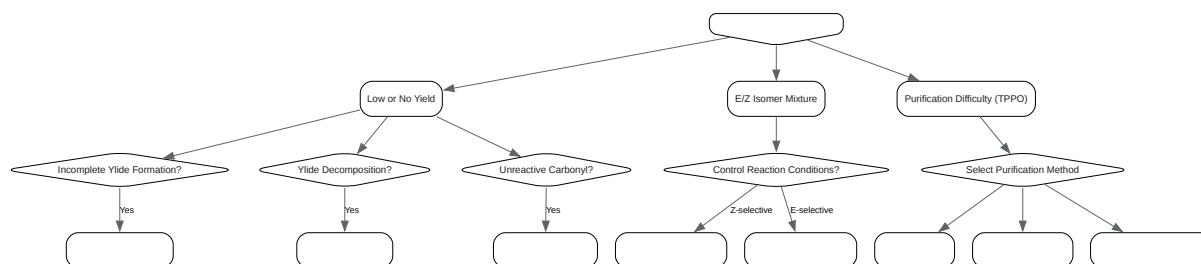 Low or No Yield
E/Z Isomer Mixture
Purification Difficulty (TPPO)
Incomplete Ylide Formation?
Ylide Decomposition?
Unreactive Carbonyl?
Control Reaction Conditions?
Select Purification Method
Yes
Yes
Yes
Z-selective
E-selective